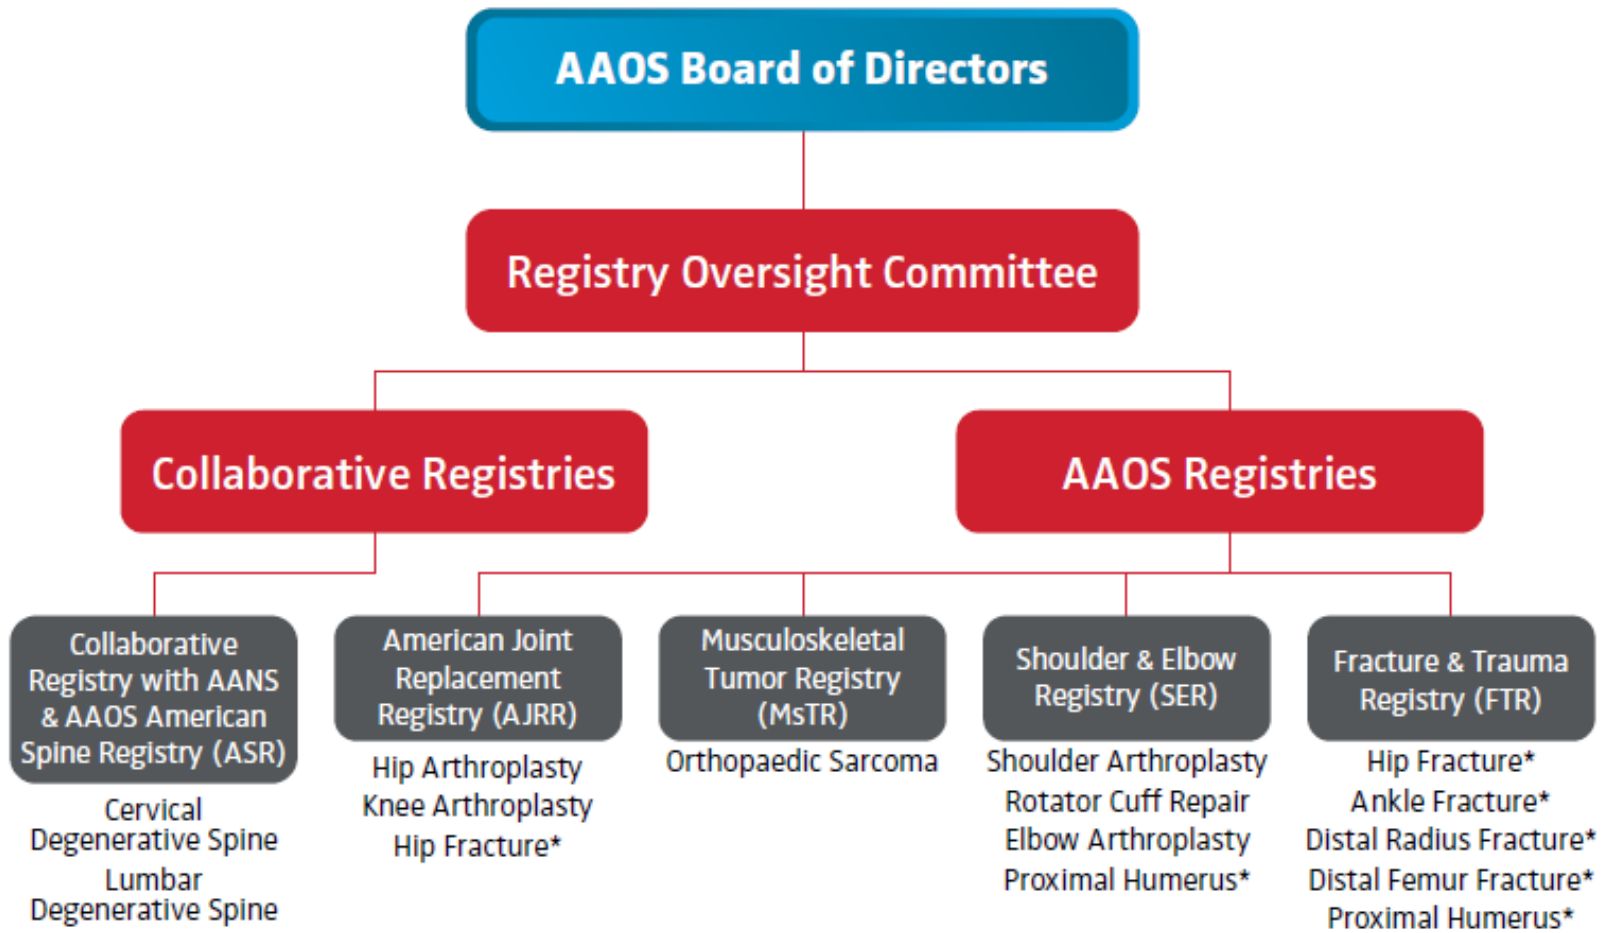 AAOS Board of Directors
Registry Oversight Committee
Collaborative Registries
AAOS Registries
Collaborative
Registry with AANS
& AAOS American
Spine Registry (ASR)
Cervical
Degenerative Spine
Lumbar
Degenerative Spine
American Joint
Replacement
Registry (AJRR)
Hip Arthroplasty
Knee Arthroplasty
Hip Fracture*
Musculoskeletal
Tumor Registry
(MsTR)
Orthopaedic Sarcoma
Shoulder & Elbow
Registry (SER)
Shoulder Arthroplasty
Rotator Cuff Repair
Elbow Arthroplasty
Proximal Humerus*
Fracture & Trauma
Registry (FTR)
Hip Fracture*
Ankle Fracture*
Distal Radius Fracture*
Distal Femur Fracture*
Proximal Humerus*